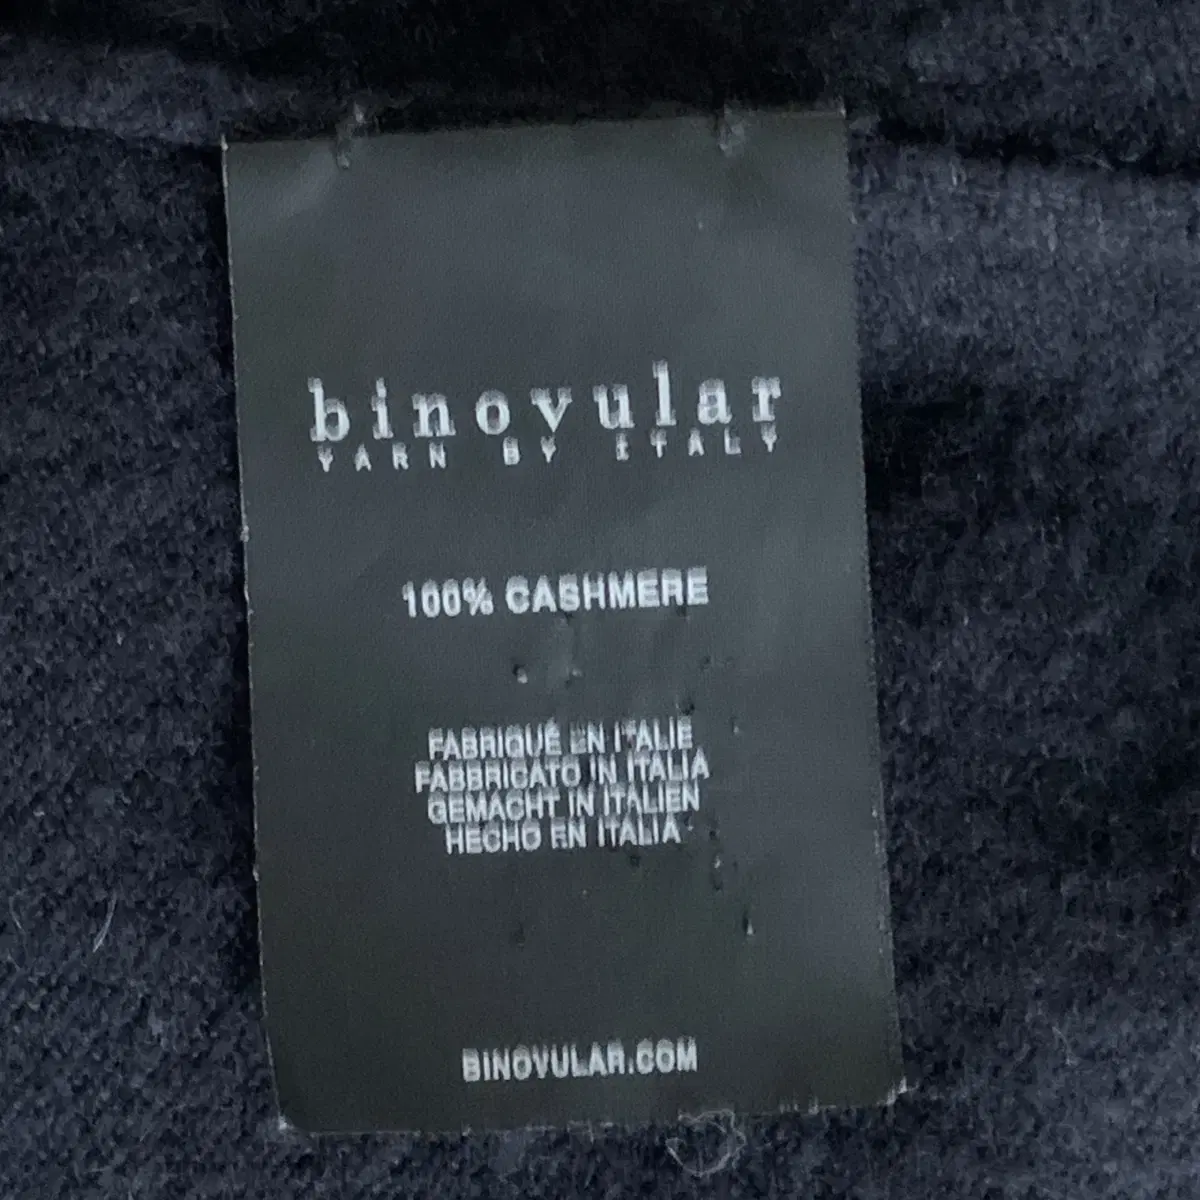 binovular
YARN BY ITALY
100% CASHMERE
FABRIQUÉ EN ITALIE
FABBRICATO IN ITALIA
GEMACHT IN ITALIEN
HECHO EN ITALIA
BINOVULAR.COM